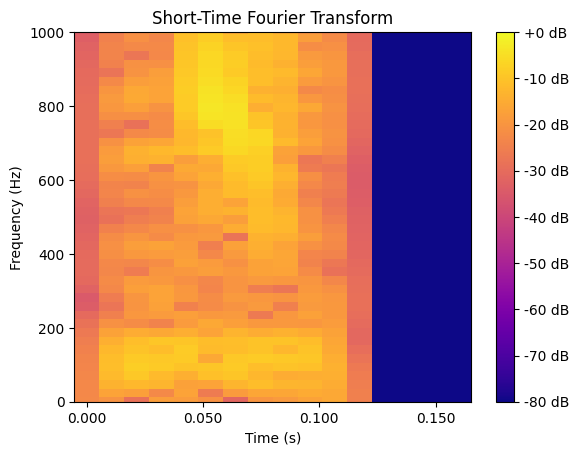 Short-Time Fourier Transform
1000
800
600
400
200
0
Frequency (Hz)
0.000
0.050
0.100
0.150
Time (s)
+0 dB
-10 dB
-20 dB
-30 dB
-40 dB
-50 dB
-60 dB
-70 dB
-80 dB